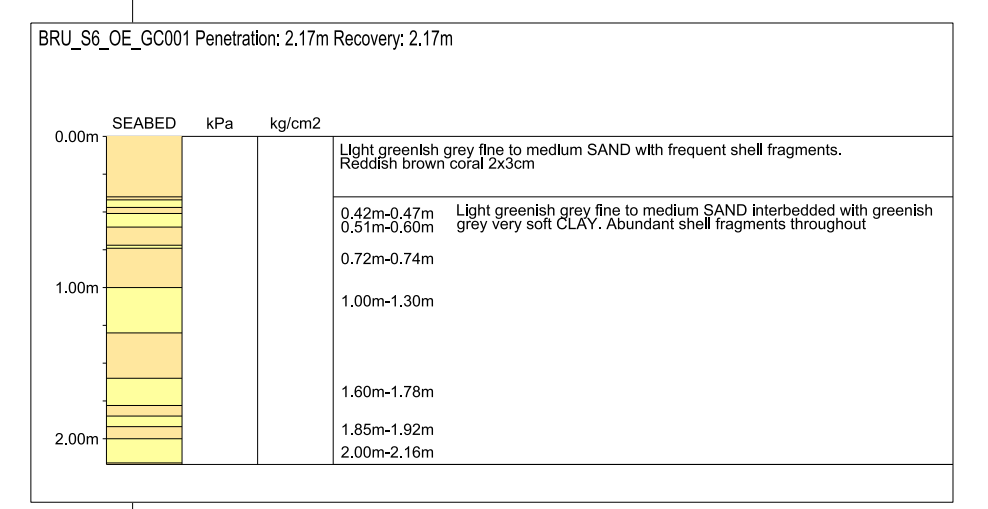 BRU_S6_OE_GC001 Penetration: 2.17m Recovery: 2.17m
SEABED kPa kg/cm2
0.00m
Light greenish grey fine to medium SAND with frequent shell fragments.
Reddish brown coral 2x3cm
0.42m-0.47m Light greenish grey fine to medium SAND interbedded with greenish
0.51m-0.60m grey very soft CLAY. Abundant shell fragments throughout
0.72m-0.74m
1.00m 1.00m-1.30m
1.60m-1.78m
1.85m-1.92m
2.00m
2.00m-2.16m